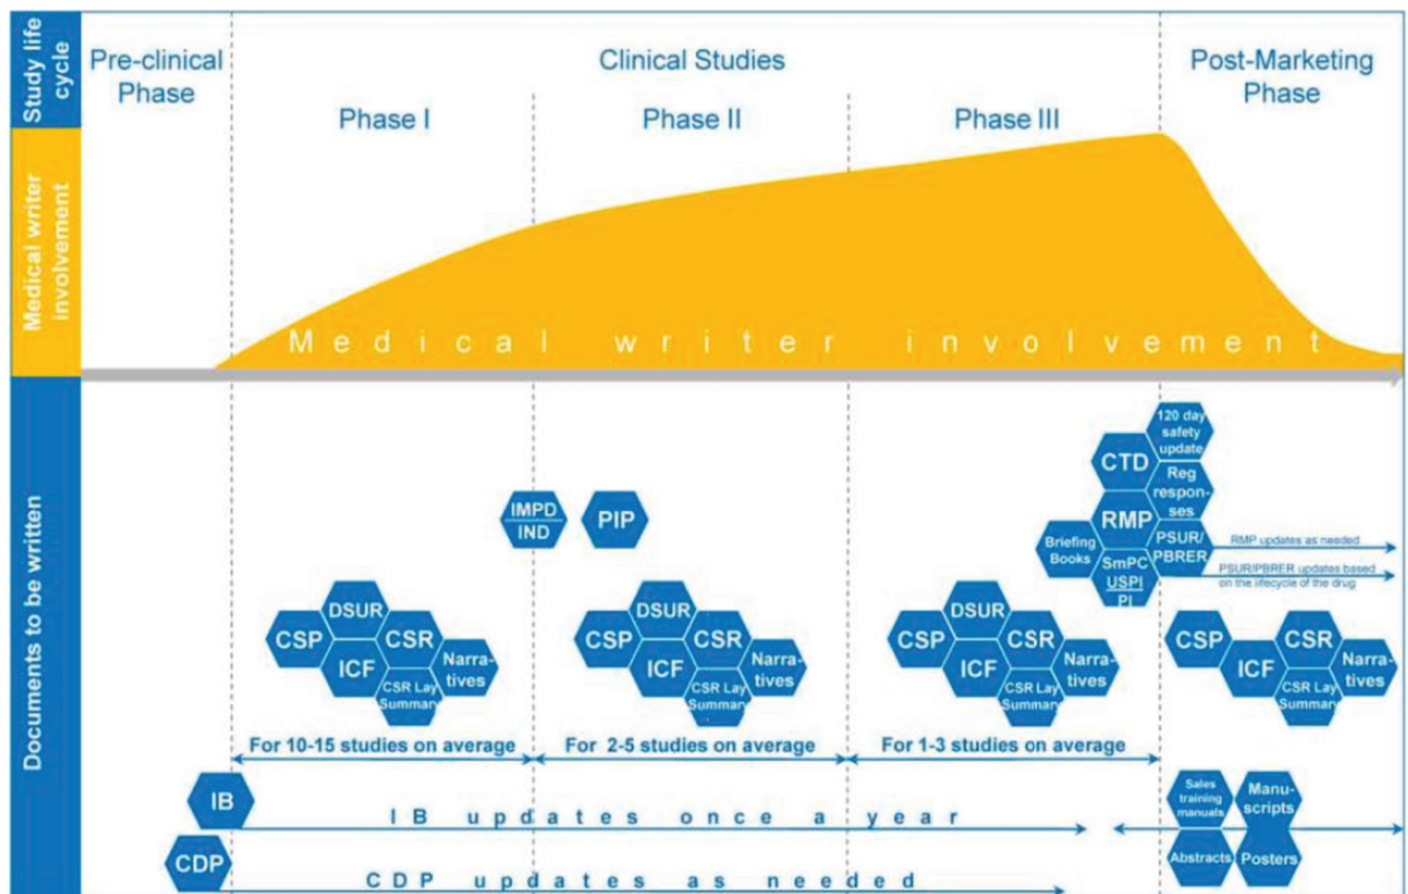 Study life
cycle
Pre-clinical
Phase
Clinical Studies
Post-Marketing
Phase
Phase I
Phase II
Phase III
Medical writer
involvement
Medical writer involvement
Documents to be written
120 day
safety
update
CTD
Reg
respon-
ses
IMPD
IND
PIP
RMP
Briefing
Books
PSUR/
PBRER
SmPC
USPI
PI
RMP updates as needed
PSUR/PBRER updates based
on the lifecycle of the drug
DSUR
CSP
CSR
ICF
Narra-
tives
CSR Lay
Summary
DSUR
CSP
CSR
ICF
Narra-
tives
CSR Lay
Summary
DSUR
CSP
CSR
ICF
Narra-
tives
CSR Lay
Summary
CSP
CSR
ICF
Narra-
tives
CSR Lay
Summary
For 10-15 studies on average
For 2-5 studies on average
For 1-3 studies on average
IB
IB updates once a year
CDP
CDP updates as needed
Sales
training
manuals
Manu-
scripts
Abstracts
Posters